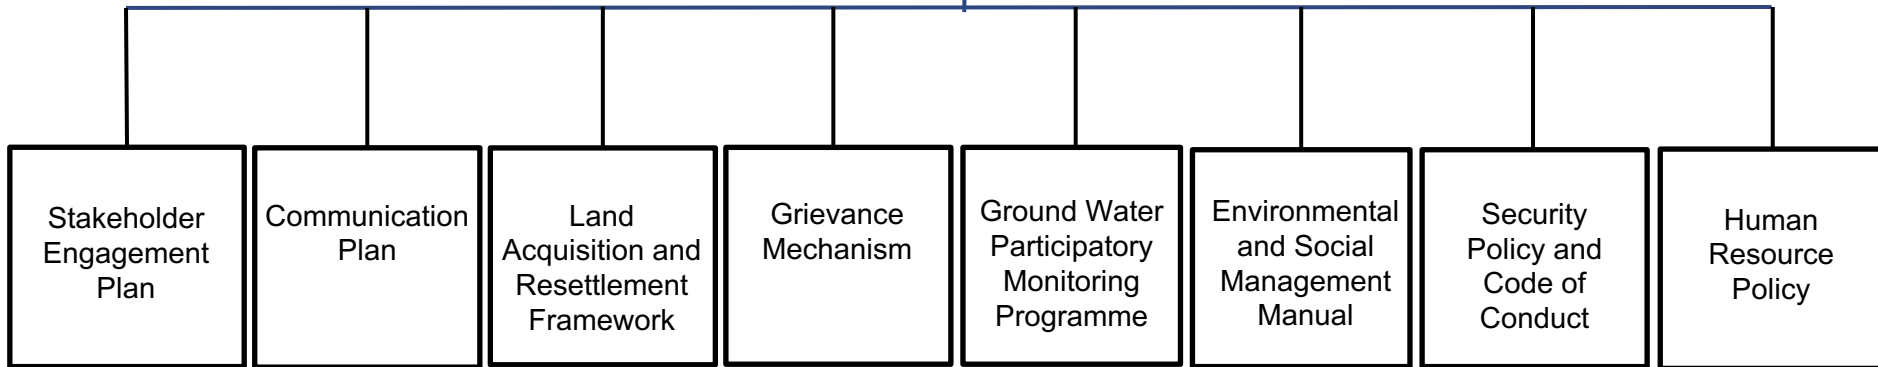 Stakeholder
Engagement
Plan
Communication
Plan
Land
Acquisition and
Resettlement
Framework
Grievance
Mechanism
Ground Water
Participatory
Monitoring
Programme
Environmental
and Social
Management
Manual
Security
Policy and
Code of
Conduct
Human
Resource
Policy